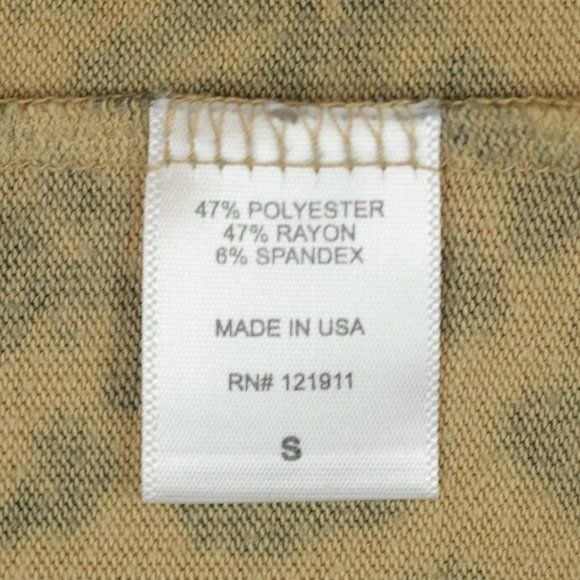 47% POLYESTER
47% RAYON
6% SPANDEX
MADE IN USA
RN# 121911
S